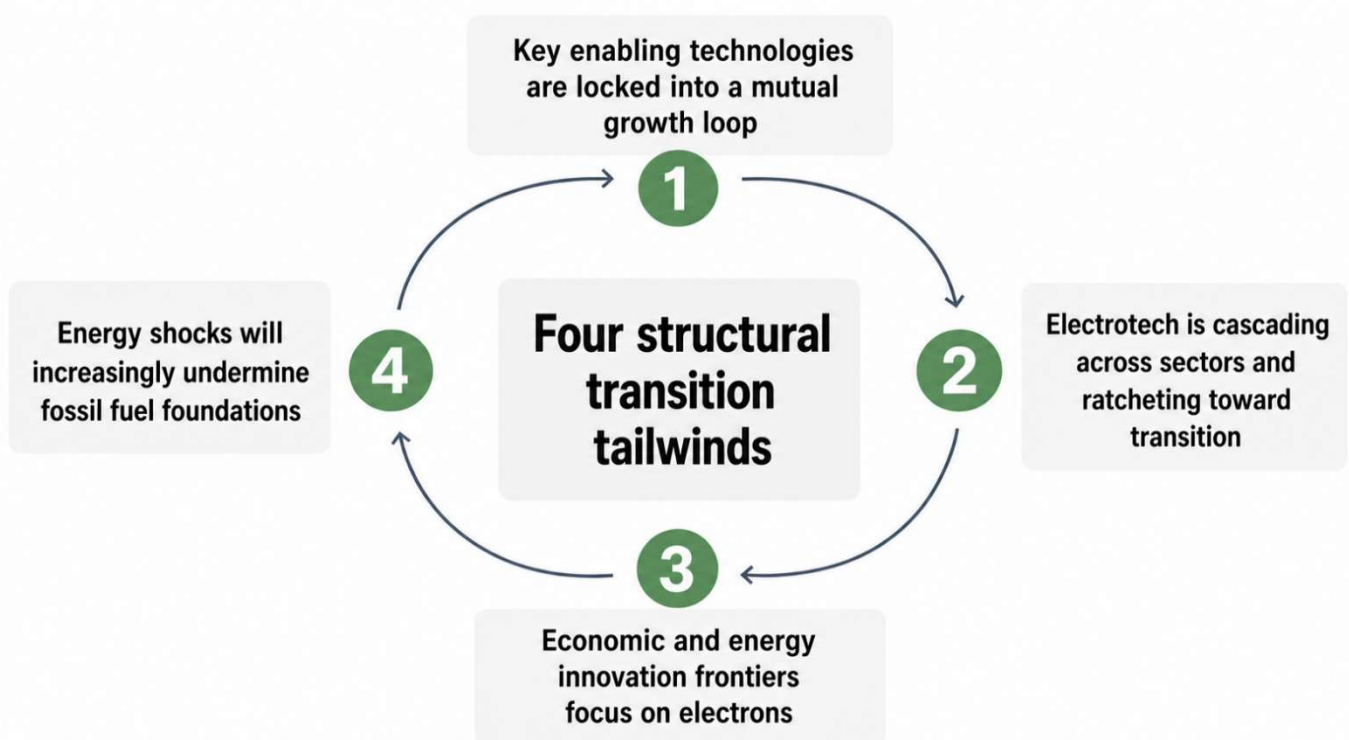 Key enabling technologies
are locked into a mutual
growth loop
1
Four structural
transition
tailwinds
2
Electrotech is cascading
across sectors and
ratcheting toward
transition
3
Economic and energy
innovation frontiers
focus on electrons
4
Energy shocks will
increasingly undermine
fossil fuel foundations